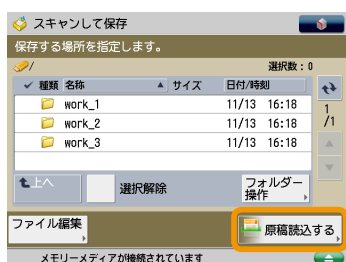 スキャンして保存
保存する場所を指定します。
/ 選択数：0
✓ 種類 名称 ▲ サイズ 日付/時刻
work_1 11/13 16:18
work_2 11/13 16:18
work_3 11/13 16:18
1
/1
上へ 選択解除 フォルダー
操作
ファイル編集 原稿読込する
メモリーメディアが接続されています